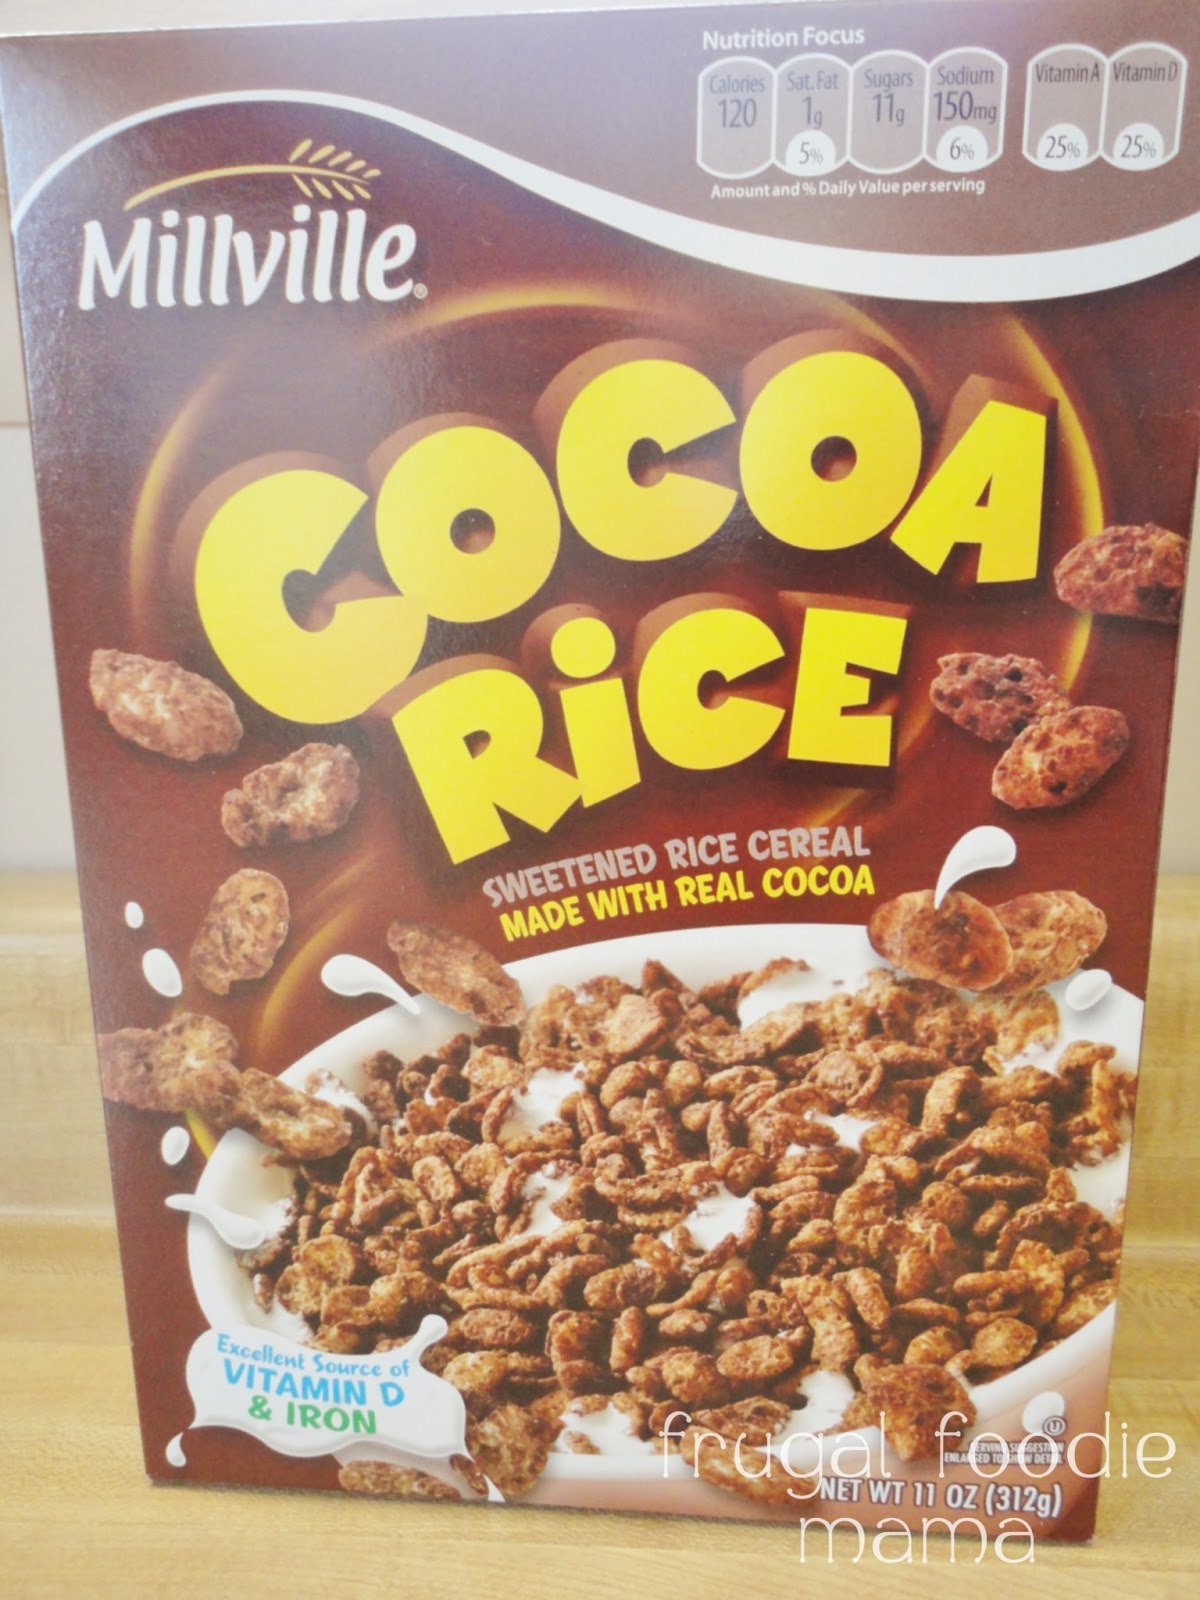 Nutrition Focus
Calories 120
Sat. Fat 1g 5%
Sugars 11g
Sodium 150mg 6%
Vitamin A 25%
Vitamin D 25%
Amount and % Daily Value per serving
Millville®
COCOA
RiCE
SWEETENED RICE CEREAL
MADE WITH REAL COCOA
Excellent Source of
VITAMIN D
& IRON
U
SERVING SUGGESTION
ENLARGED TO SHOW DETAIL
NET WT 11 OZ (312g)
frugal foodie
mama